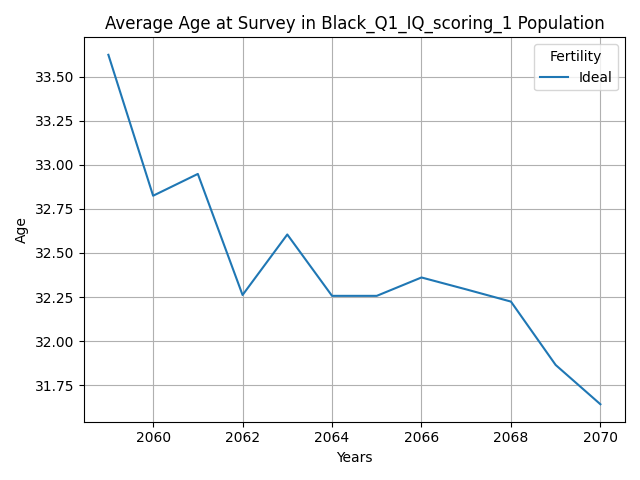 Average Age at Survey in Black_Q1_IQ_scoring_1 Population
Fertility
Ideal
33.50
33.25
33.00
32.75
32.50
32.25
32.00
31.75
Age
2060 2062 2064 2066 2068 2070
Years